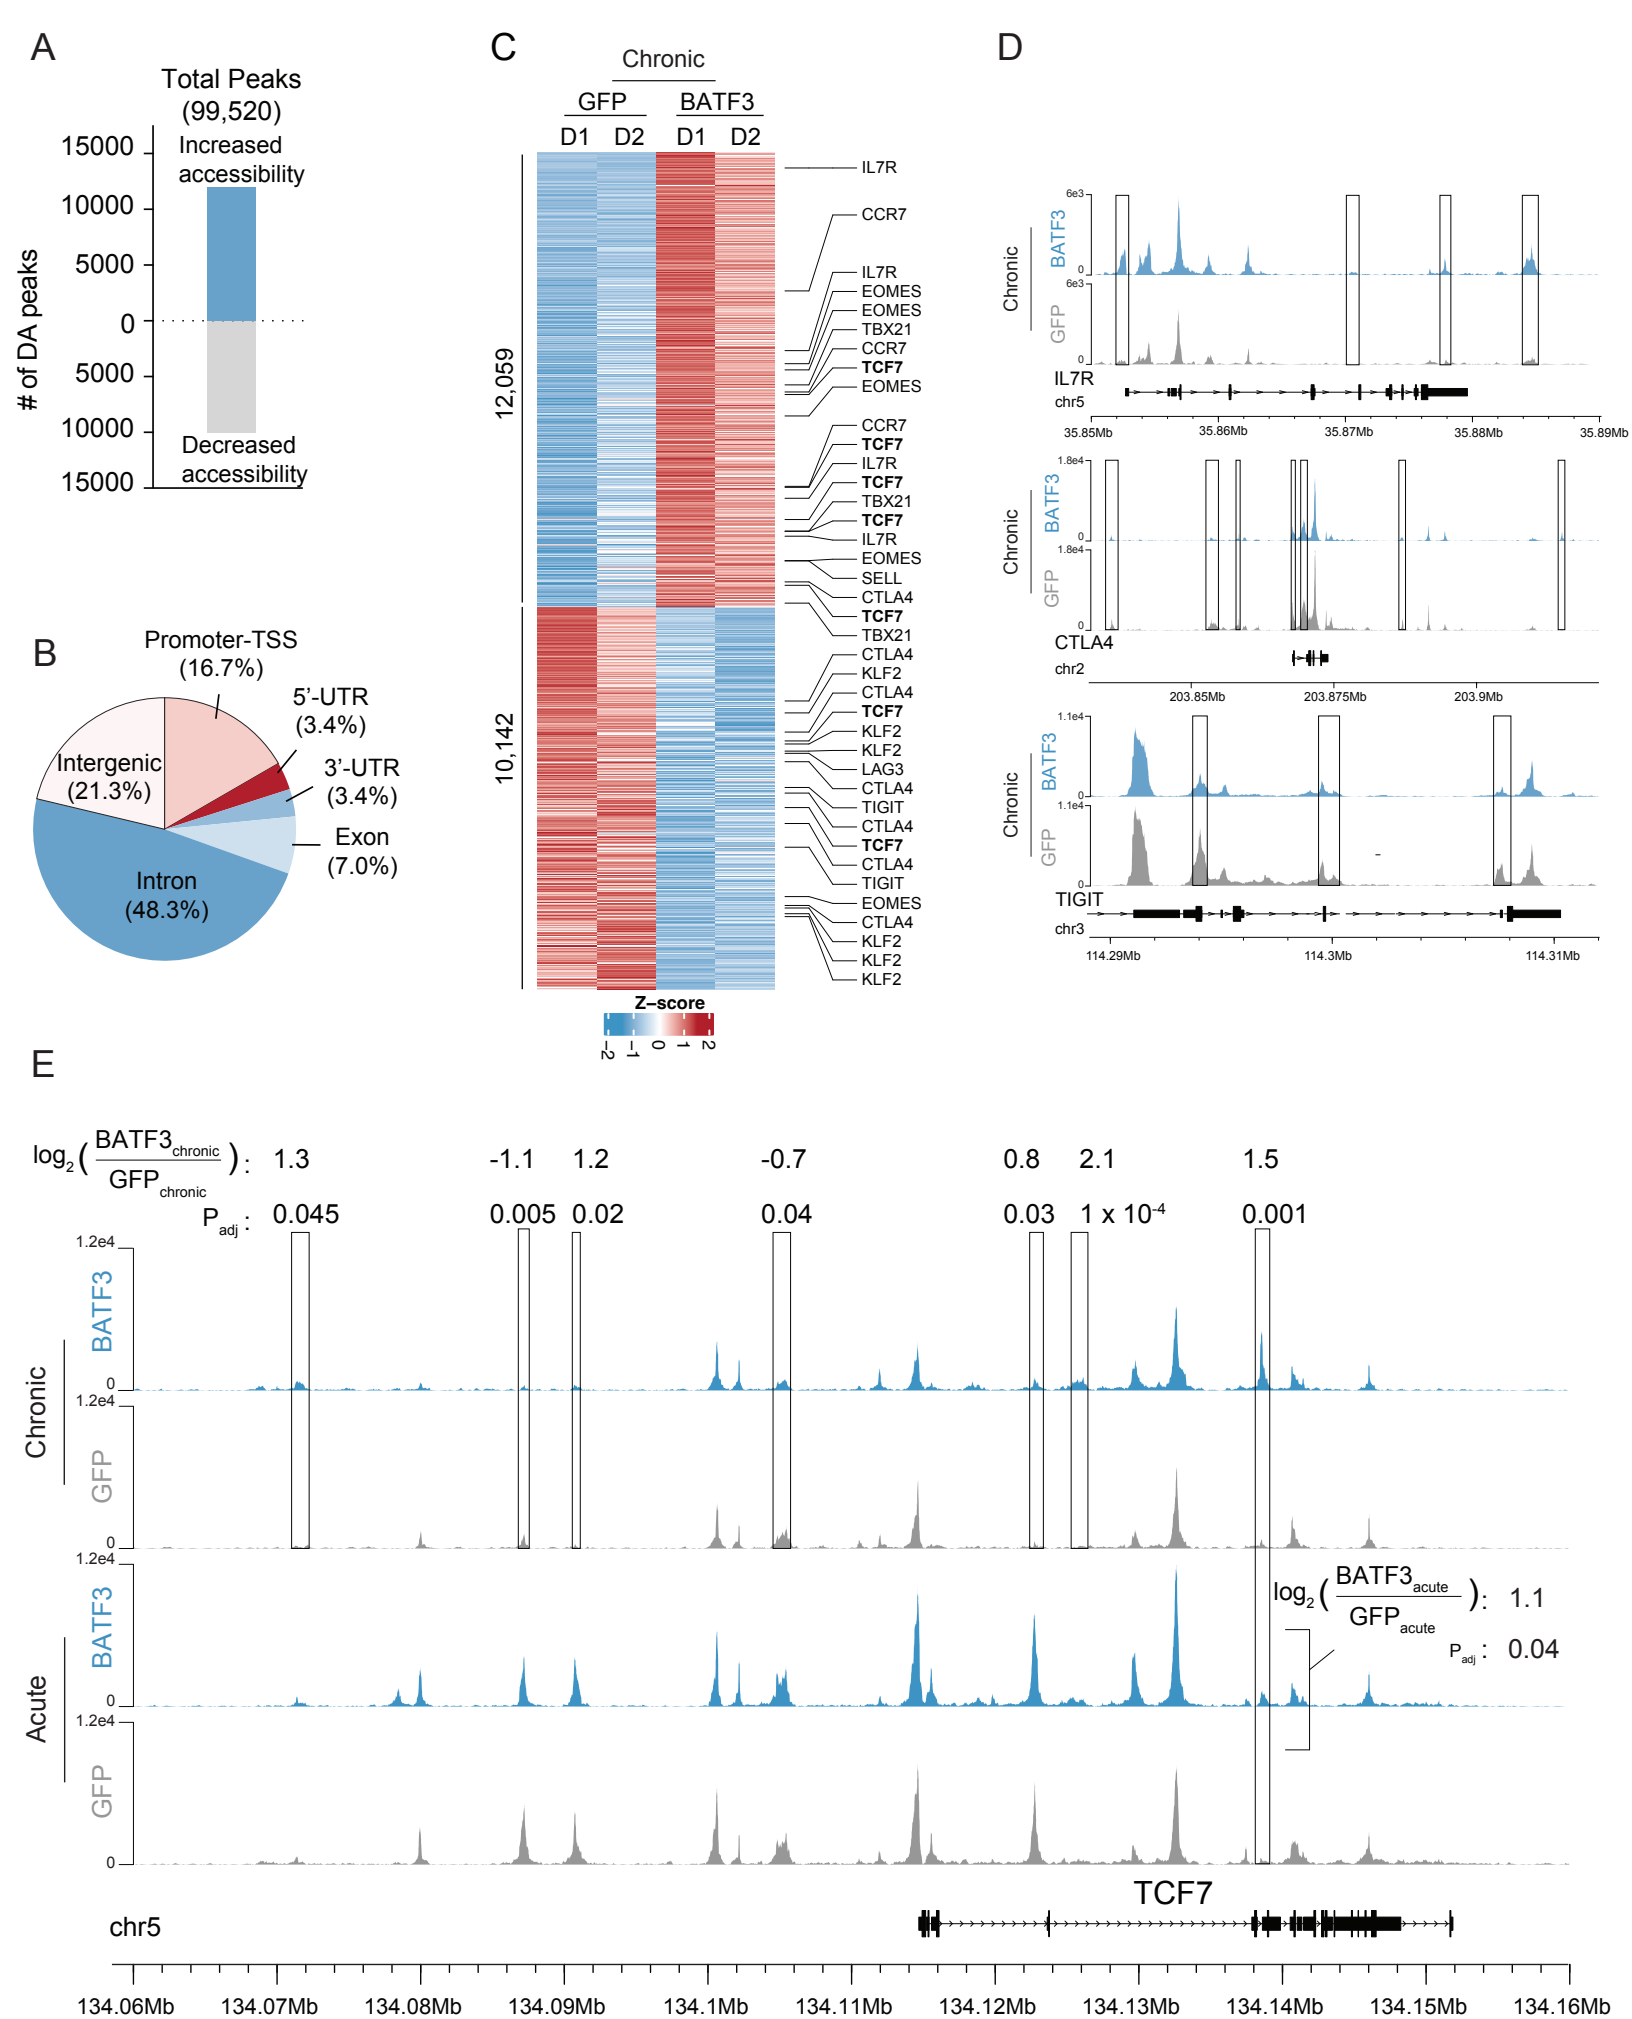 A
Total Peaks
(99,520)
Increased
accessibility
15000
10000
5000
0
5000
10000
15000
# of DA peaks
Decreased
accessibility
B
Promoter-TSS
(16.7%)
5’-UTR
(3.4%)
3’-UTR
(3.4%)
Exon
(7.0%)
Intron
(48.3%)
Intergenic
(21.3%)
C
Chronic
GFP BATF3
D1 D2 D1 D2
12,059
10,142
IL7R
CCR7
IL7R
EOMES
EOMES
TBX21
CCR7
TCF7
EOMES
CCR7
TCF7
IL7R
TCF7
TBX21
TCF7
IL7R
EOMES
SELL
CTLA4
TCF7
TBX21
CTLA4
KLF2
CTLA4
TCF7
KLF2
KLF2
LAG3
CTLA4
TIGIT
CTLA4
TCF7
CTLA4
TIGIT
EOMES
CTLA4
KLF2
KLF2
KLF2
Z–score
–2 –1 0 1 2
D
Chronic
BATF3
6e3
0
GFP
6e3
0
IL7R
chr5
35.85Mb 35.86Mb 35.87Mb 35.88Mb 35.89Mb
Chronic
BATF3
1.8e4
0
GFP
1.8e4
0
CTLA4
chr2
203.85Mb 203.875Mb 203.9Mb
Chronic
BATF3
1.1e4
0
GFP
1.1e4
0
TIGIT
chr3
114.29Mb 114.3Mb 114.31Mb
E
log2(BATF3chronic/GFPchronic): 1.3 -1.1 1.2 -0.7 0.8 2.1 1.5
Padj: 0.045 0.005 0.02 0.04 0.03 1 x 10-4 0.001
Chronic
BATF3
1.2e4
0
GFP
1.2e4
0
Acute
BATF3
1.2e4
0
GFP
1.2e4
0
log2(BATF3acute/GFPacute): 1.1
Padj: 0.04
TCF7
chr5
134.06Mb 134.07Mb 134.08Mb 134.09Mb 134.1Mb 134.11Mb 134.12Mb 134.13Mb 134.14Mb 134.15Mb 134.16Mb